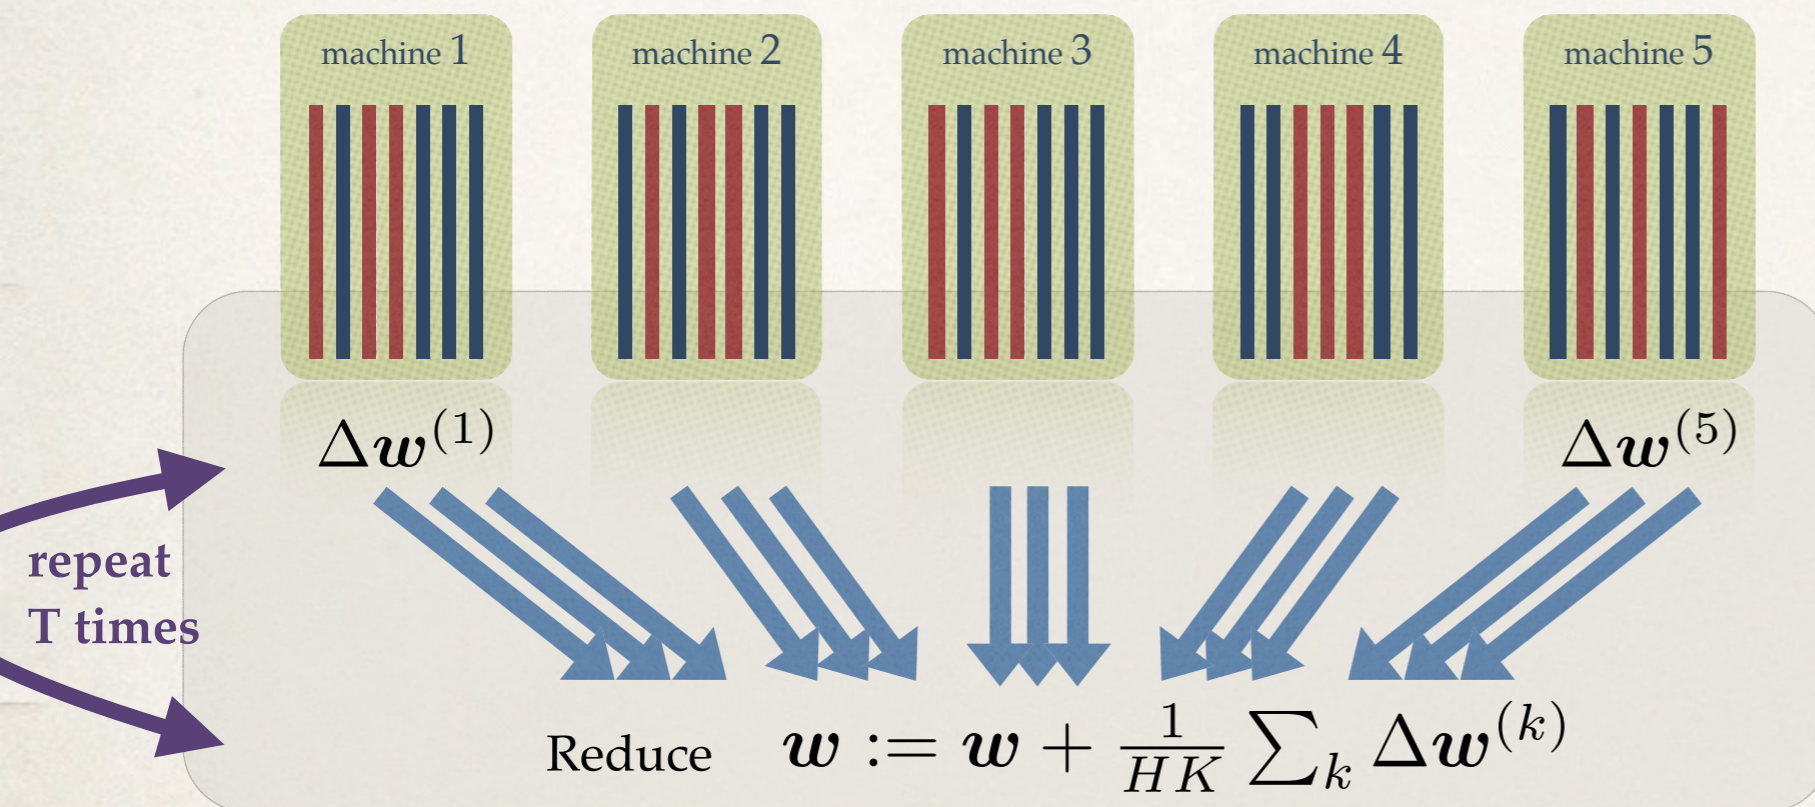 machine 1 machine 2 machine 3 machine 4 machine 5
Δw^(1) Δw^(5)
repeat
T times
Reduce w := w + 1/HK ∑_k Δw^(k)